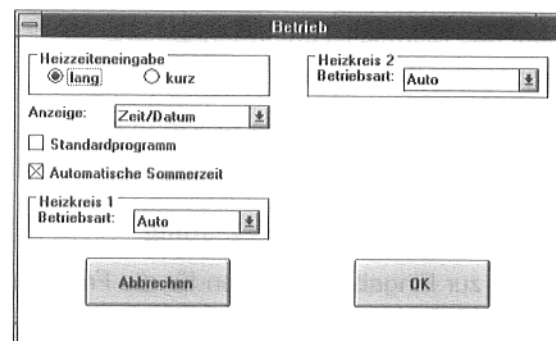 Betrieb
Heizzeiteneingabe
lang
kurz
Heizkreis 2
Betriebsart: Auto
Anzeige: Zeit/Datum
Standardprogramm
Automatische Sommerzeit
Heizkreis 1
Betriebsart: Auto
Abbrechen
OK